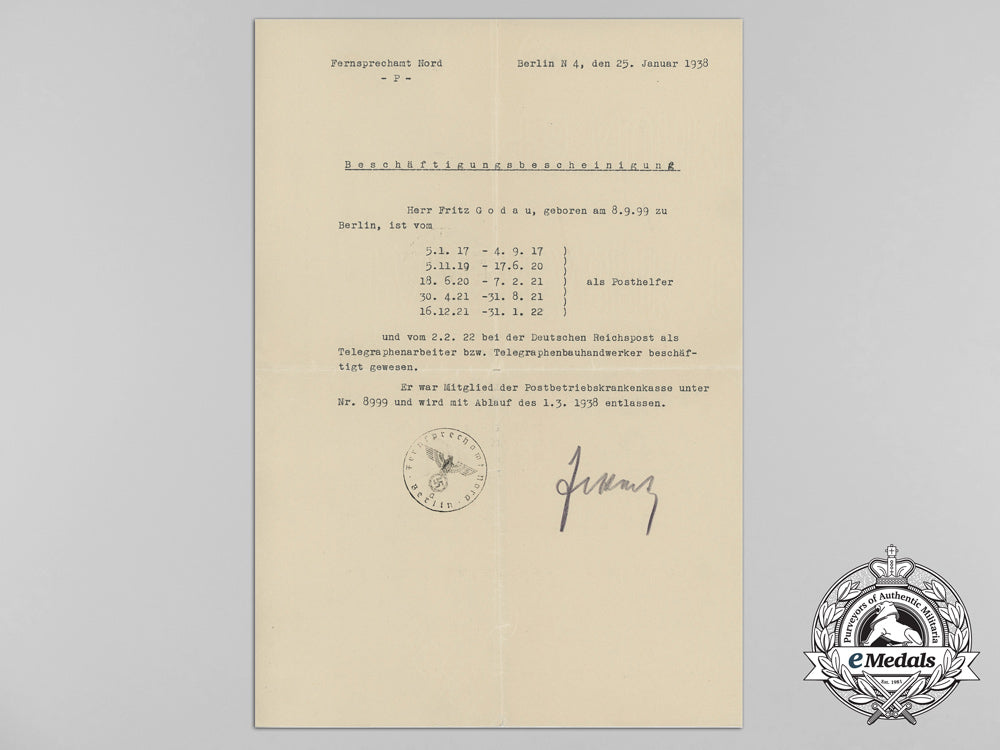 Fernsprechamt Nord Berlin N 4, den 25. Januar 1938
- P -
Beschäftigungsbescheinigung
Herr Fritz Godau, geboren am 8.9.99 zu
Berlin, ist vom
5.1. 17 - 4. 9. 17 )
5.11.19 - 17.6. 20 )
18. 6.20 - 7. 2. 21 ) als Posthelfer
30. 4.21 -31. 8. 21 )
16.12.21 -31. 1. 22 )
und vom 2.2. 22 bei der Deutschen Reichspost als
Telegraphenarbeiter bzw. Telegraphenbauhandwerker beschäf-
tigt gewesen.
Er war Mitglied der Postbetriebskrankenkasse unter
Nr. 8999 und wird mit Ablauf des 1.3. 1938 entlassen.
Fernsprechamt Nord
Berlin
Purveyors of Authentic Militaria
eMedals
Est. 1981